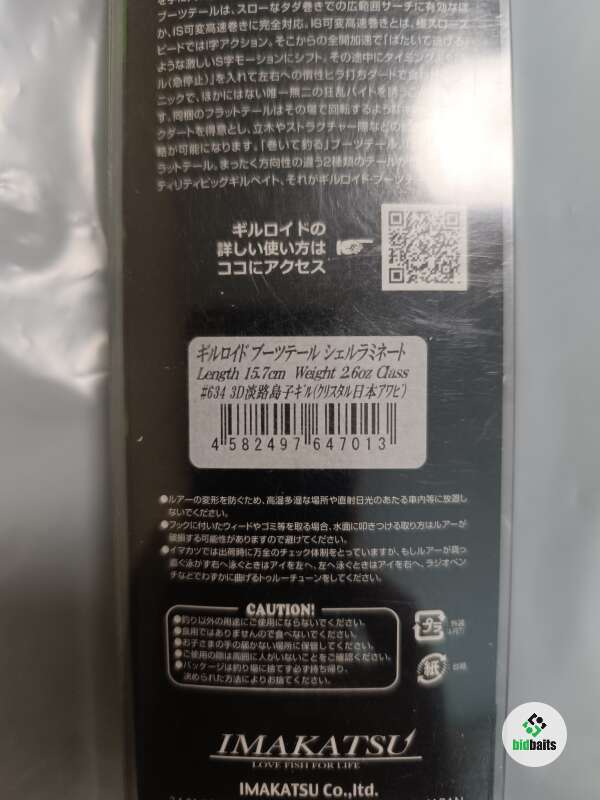 ブーツテールは、スローなタダ巻きでの広範囲サーチに有効なほ
か、IS可変高速巻きに完全対応。IS可変高速巻きとは、極スロースピ
ードではI字アクション。そこからの全開加速で「ばたいて逃げる」
ような激しいS字モーションにシフト。その途中に
ル(急停止)」を入れて左右への慣性ヒラ打ちダートで食
ニックで、ほかにはない唯一無二の狂乱バイトを誘う
す。同梱のフラットテールはその場で回転するような
クダートを得意とし、立木やストラクチャー
略が可能になります。「巻いて釣る」ブーツテール、
ラットテール。まったく方向性の違う2種類のテールが
ティリティビッグギルベイト、それがギルロイド・ブーツテ
ギルロイドの
詳しい使い方は
ココにアクセス
ギルロイド ブーツテール シェルラミネート
Length 15.7cm Weight 2.6oz Class
#634 3D淡路島子ギル(クリスタル日本アワビ)
4 582497 647013
●ルアーの変形を防ぐため、高温多湿な場所や直射日光のあたる車内等に放置し
ないでください。
●フックに付いたウィードやゴミ等を取る場合、水面に叩きつける取り方はルアーが
破損する可能性がありますので避けてください。
●イマカツでは出荷時に万全のチェック体制をとっていますが、もしルアーが真っ
直ぐ泳がず右へ泳ぐときはアイを左へ、左へ泳ぐときはアイを右へ、ラジオペン
チなどでわずかに曲げるトゥルーチューンをしてください。
CAUTION!
●釣り以外の用途にご使用にならないでください。
●食用ではありませんので食べないでください。
●お子さまの手の届かない場所に保管してください。
●ご使用の際は周囲に人がいないことをご確認ください。
●パッケージは釣り場に捨てず必ず持ち帰り、
決められた方法によりお捨てください。
プラ
紙
台紙
IMAKATSU
LOVE FISH FOR LIFE
IMAKATSU Co.,ltd.
bidbaits